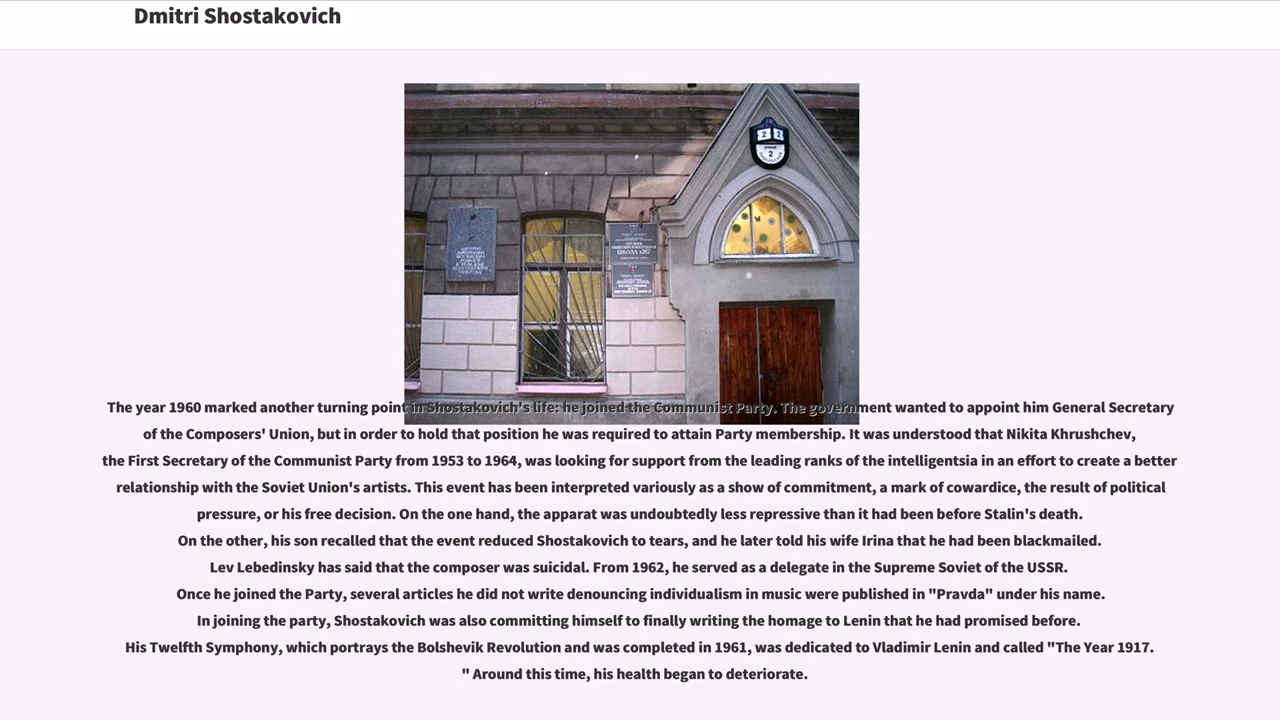 Dmitri Shostakovich
2 2
2
ШКОЛА №267
The year 1960 marked another turning point in Shostakovich's life: he joined the Communist Party. The government wanted to appoint him General Secretary
of the Composers' Union, but in order to hold that position he was required to attain Party membership. It was understood that Nikita Khrushchev,
the First Secretary of the Communist Party from 1953 to 1964, was looking for support from the leading ranks of the intelligentsia in an effort to create a better
relationship with the Soviet Union's artists. This event has been interpreted variously as a show of commitment, a mark of cowardice, the result of political
pressure, or his free decision. On the one hand, the apparat was undoubtedly less repressive than it had been before Stalin's death.
On the other, his son recalled that the event reduced Shostakovich to tears, and he later told his wife Irina that he had been blackmailed.
Lev Lebedinsky has said that the composer was suicidal. From 1962, he served as a delegate in the Supreme Soviet of the USSR.
Once he joined the Party, several articles he did not write denouncing individualism in music were published in "Pravda" under his name.
In joining the party, Shostakovich was also committing himself to finally writing the homage to Lenin that he had promised before.
His Twelfth Symphony, which portrays the Bolshevik Revolution and was completed in 1961, was dedicated to Vladimir Lenin and called "The Year 1917.
" Around this time, his health began to deteriorate.